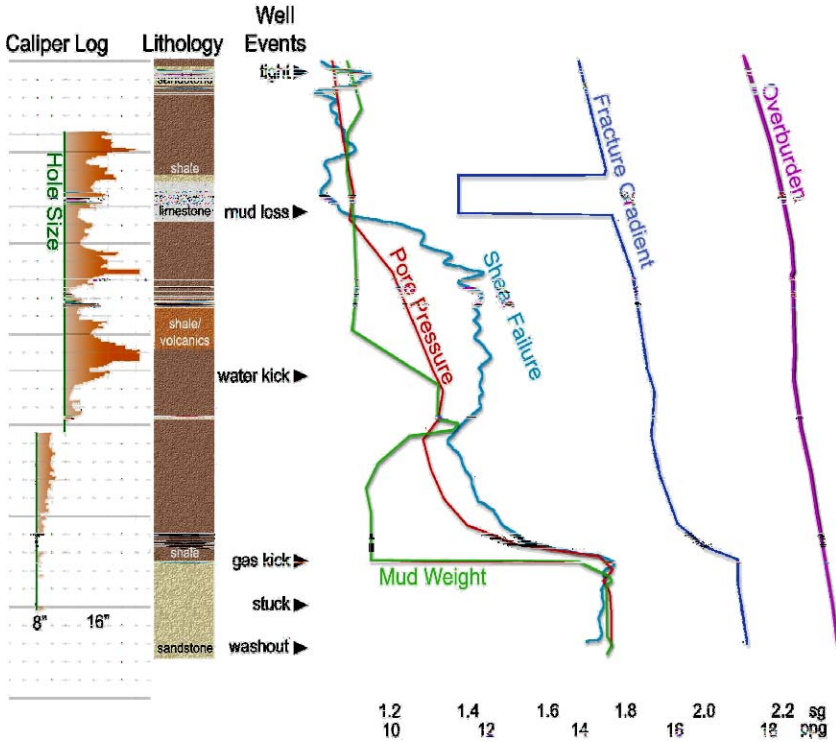 Well
Events
Caliper Log
Lithology
tight
sandstone
Fracture Gradient
Overburden
Hole Size
shale
limestone
mud loss
Pore Pressure
Shear Failure
shale/
volcanics
water kick
shale
gas kick
Mud Weight
stuck
8"
16"
sandstone
washout
1.2 1.4 1.6 1.8 2.0 2.2 sg
10 12 14 16 18 ppg